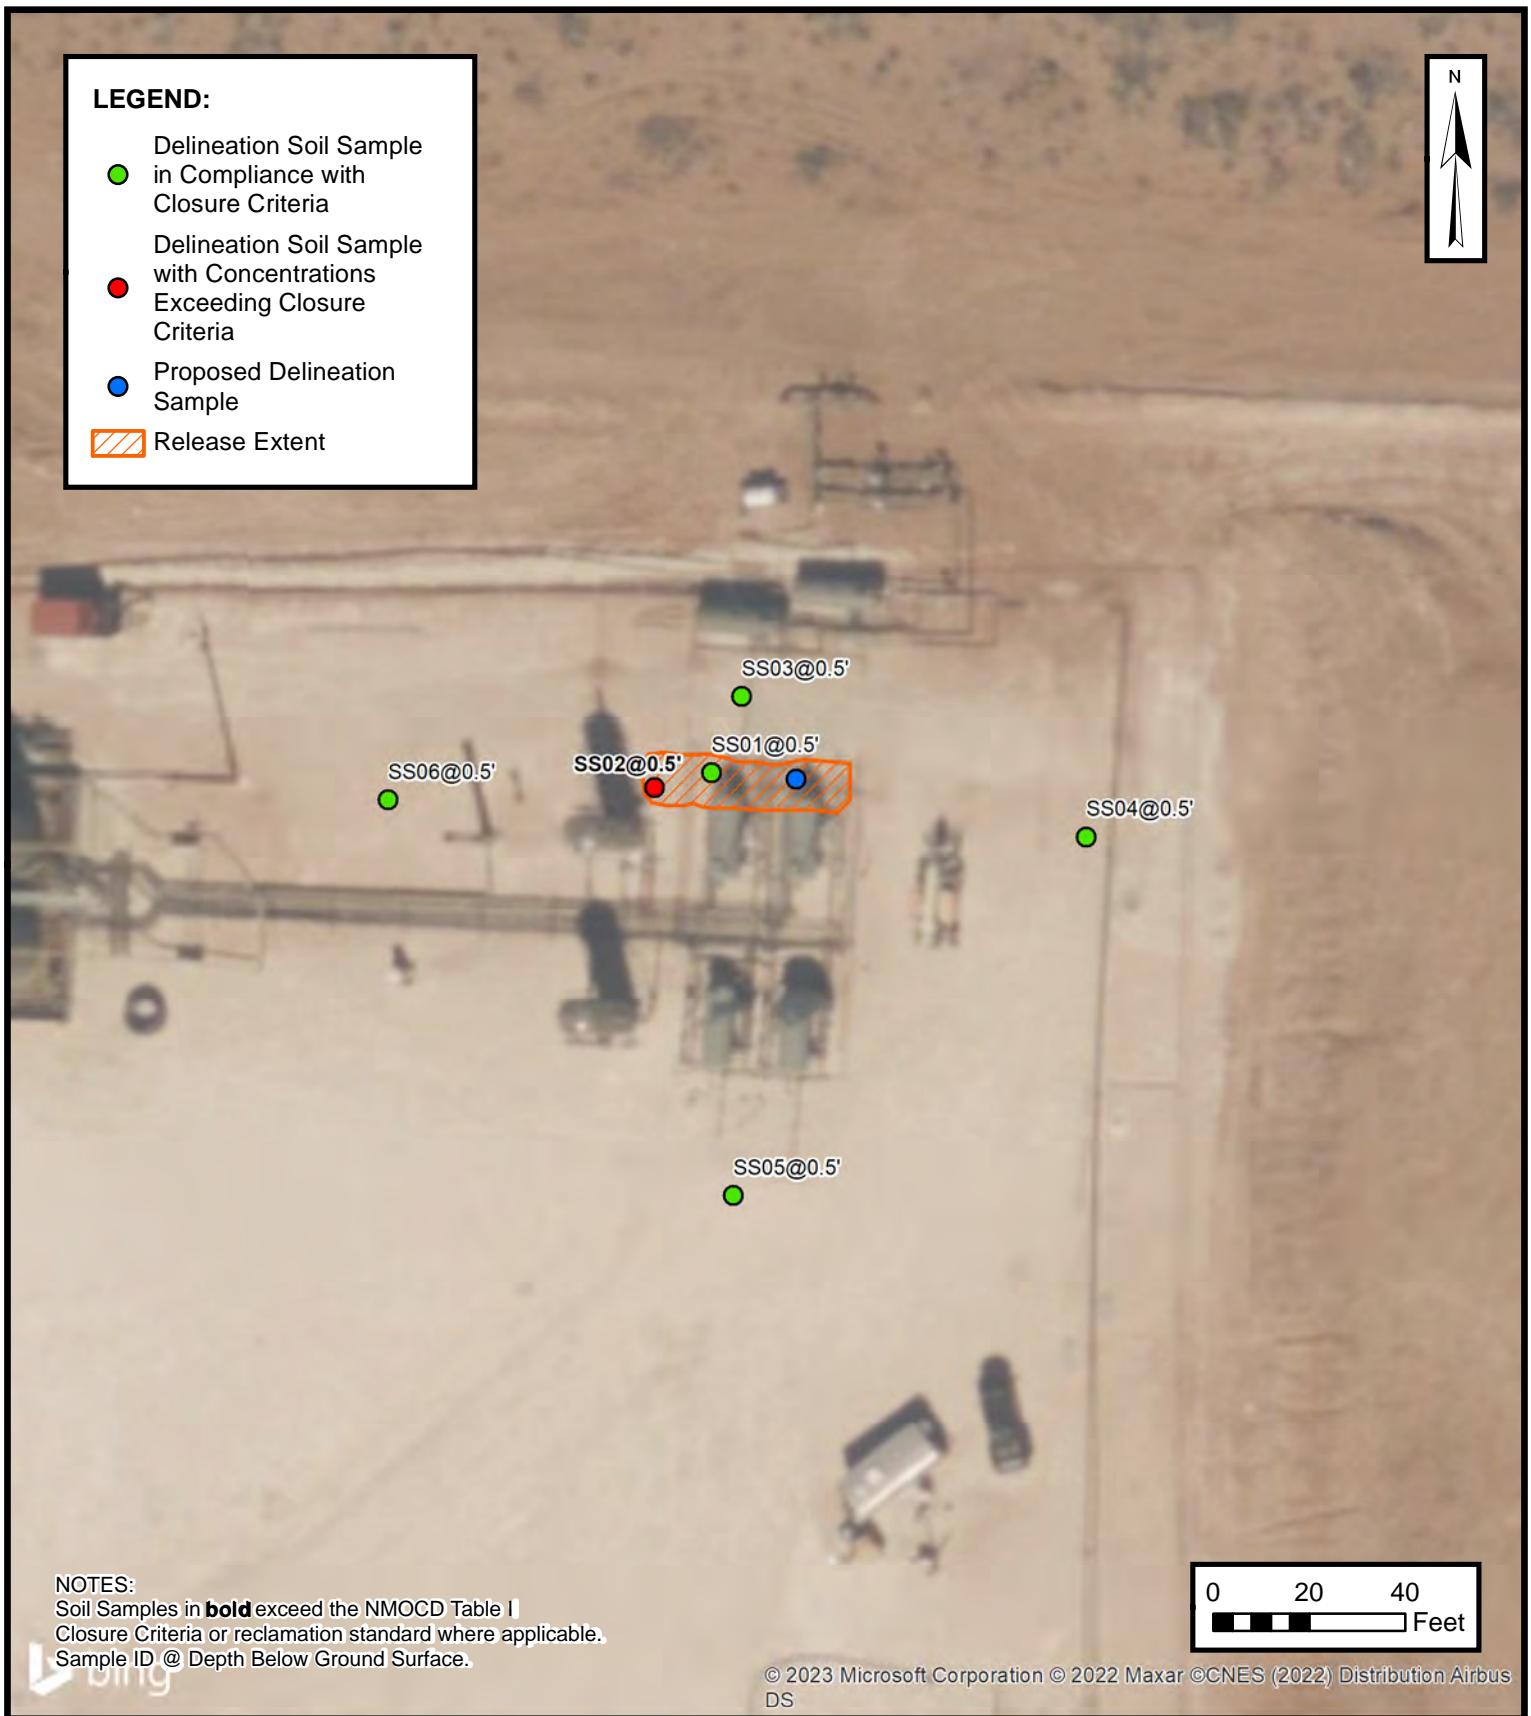 LEGEND:
Delineation Soil Sample
in Compliance with
Closure Criteria
Delineation Soil Sample
with Concentrations
Exceeding Closure
Criteria
Proposed Delineation
Sample
Release Extent
N
SS03@0.5'
SS01@0.5'
SS02@0.5'
SS06@0.5'
SS04@0.5'
SS05@0.5'
NOTES:
Soil Samples in bold exceed the NMOCD Table I
Closure Criteria or reclamation standard where applicable.
Sample ID @ Depth Below Ground Surface.
bing
0 20 40
Feet
© 2023 Microsoft Corporation © 2022 Maxar ©CNES (2022) Distribution Airbus
DS